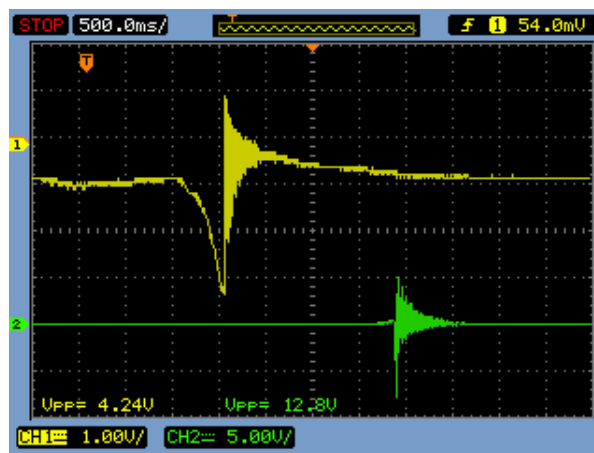 STOP 500.0ms/ T 1 54.0mV
T
1
2
VPP= 4.24V VPP= 12.8V
CH1 1.00V/ CH2 5.00V/